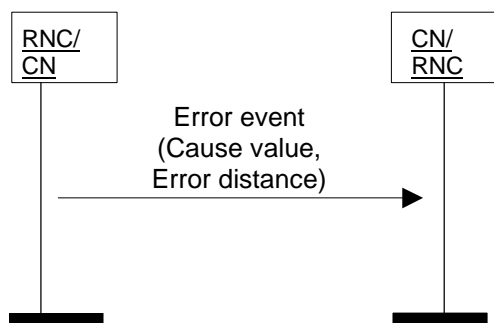 RNC/
CN
CN/
RNC
Error event
(Cause value,
Error distance)